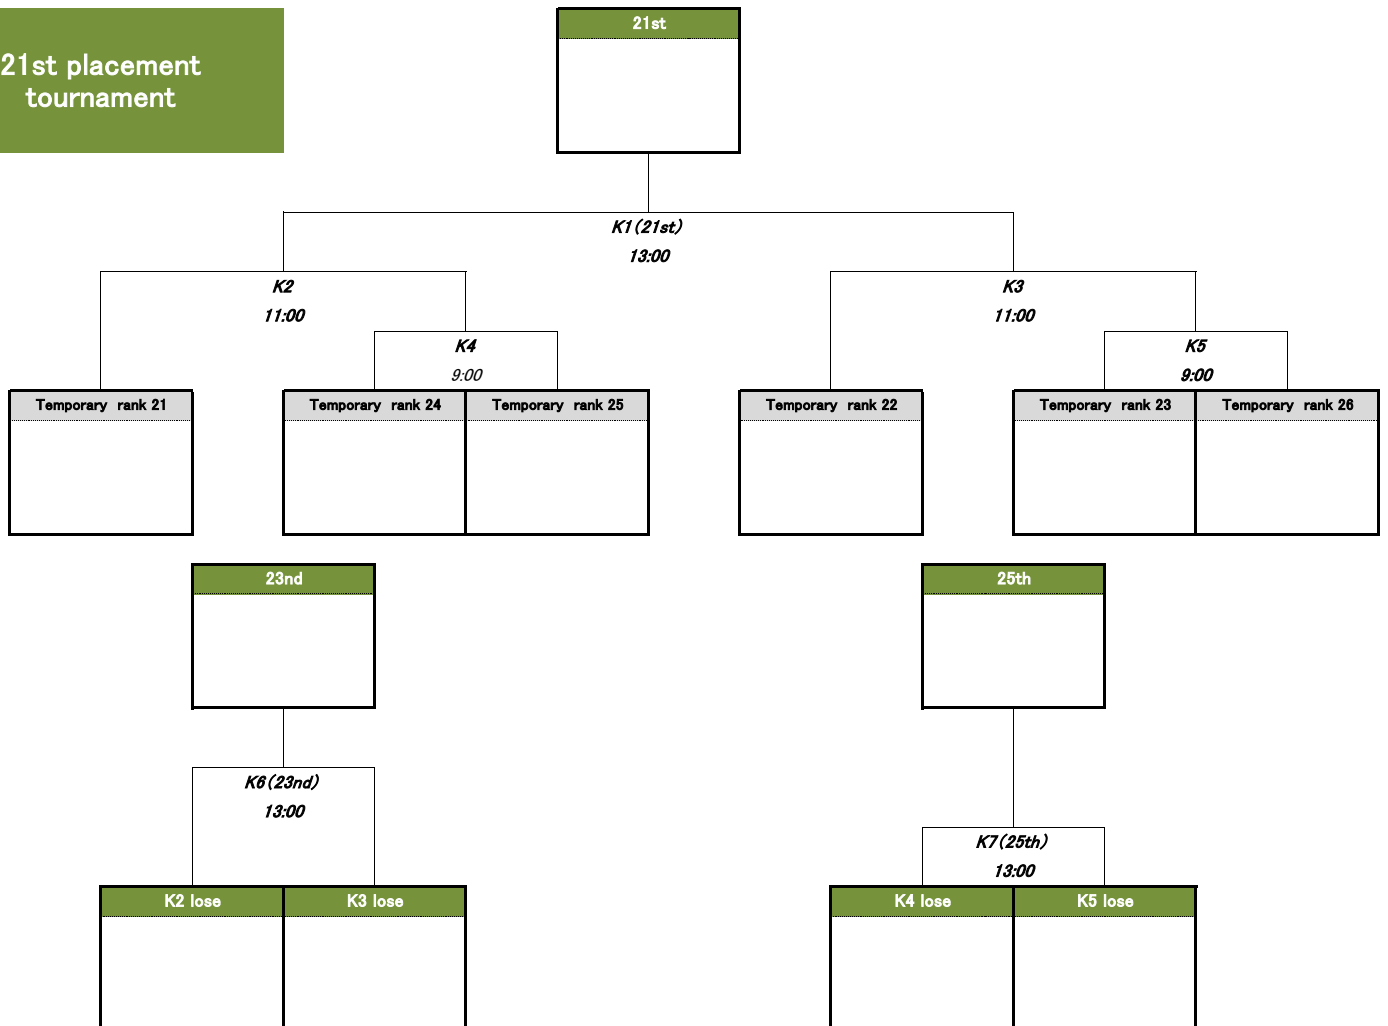 21st placement
tournament
21st
K1(21st)
13:00
K2
11:00
K3
11:00
K4
9:00
K5
9:00
Temporary rank 21
Temporary rank 24
Temporary rank 25
Temporary rank 22
Temporary rank 23
Temporary rank 26
23nd
25th
K6(23nd)
13:00
K7(25th)
13:00
K2 lose
K3 lose
K4 lose
K5 lose